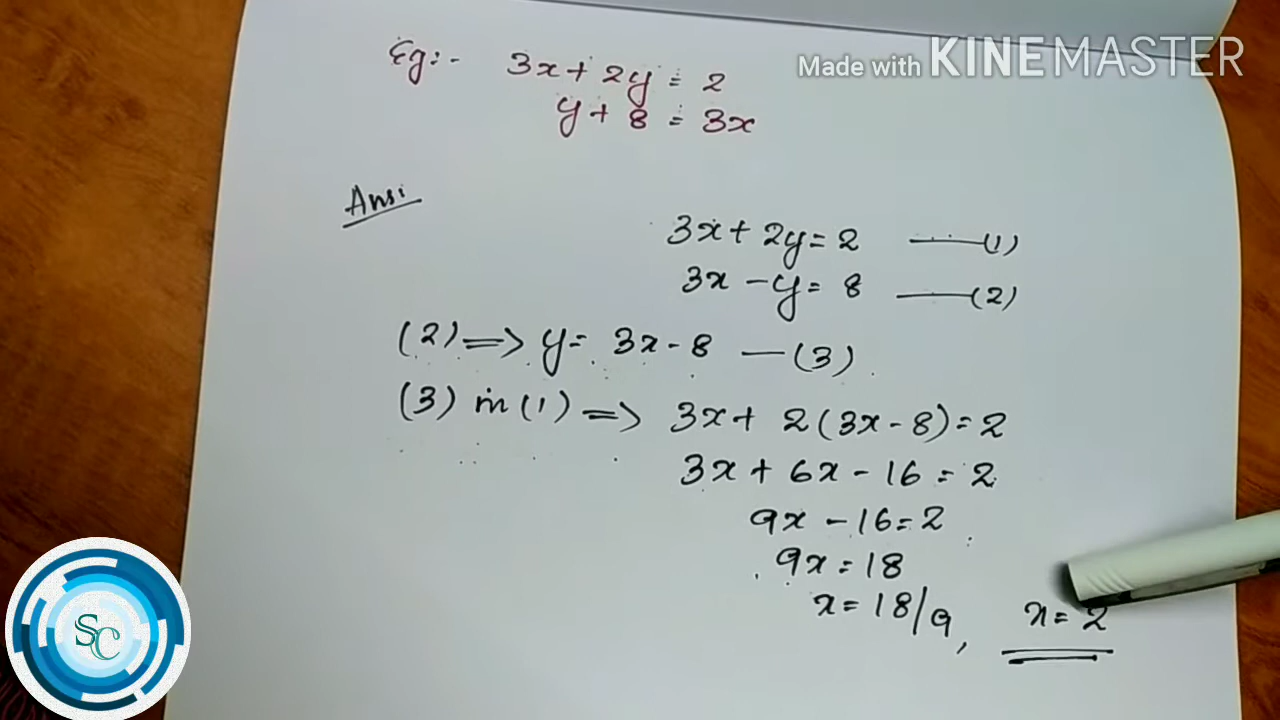 Made with KINEMASTER
Eg:- 3x + 2y = 2
y + 8 = 3x
Ans:
3x + 2y = 2 —(1)
3x - y = 8 —(2)
(2) => y = 3x - 8 —(3)
(3) in (1) => 3x + 2(3x - 8) = 2
3x + 6x - 16 = 2
9x - 16 = 2
9x = 18
x = 18/9, x = 2
SC